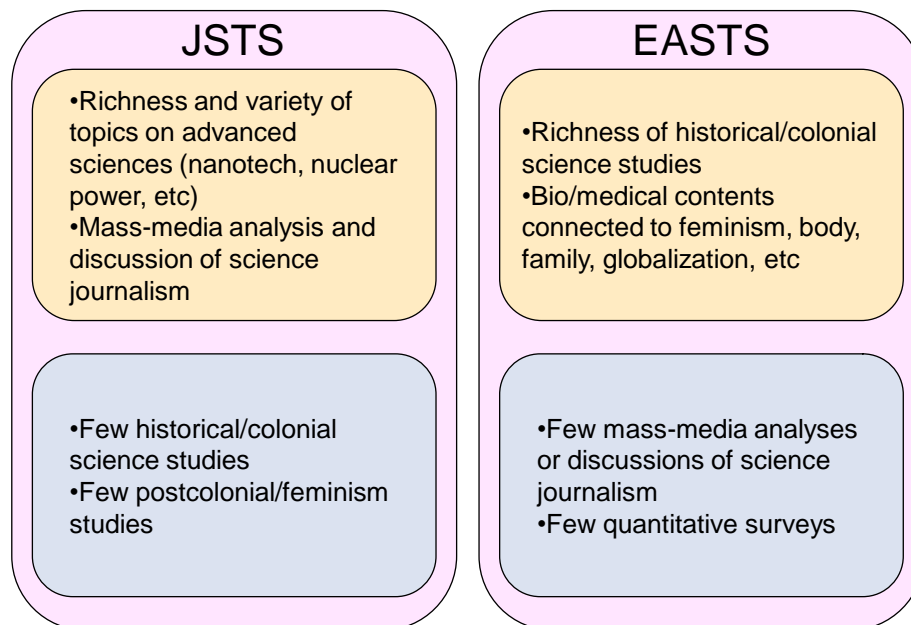 JSTS
•Richness and variety of
topics on advanced
sciences (nanotech, nuclear
power, etc)
•Mass-media analysis and
discussion of science
journalism
•Few historical/colonial
science studies
•Few postcolonial/feminism
studies
EASTS
•Richness of historical/colonial
science studies
•Bio/medical contents
connected to feminism, body,
family, globalization, etc
•Few mass-media analyses
or discussions of science
journalism
•Few quantitative surveys